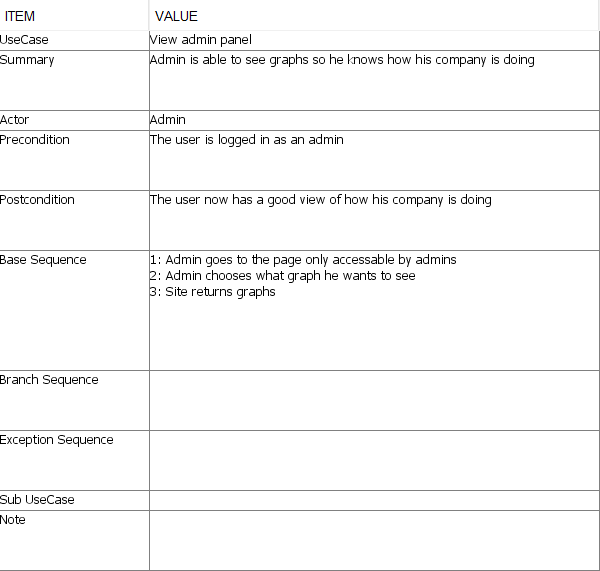 ITEM VALUE
UseCase View admin panel
Summary Admin is able to see graphs so he knows how his company is doing
Actor Admin
Precondition The user is logged in as an admin
Postcondition The user now has a good view of how his company is doing
Base Sequence 1: Admin goes to the page only accessable by admins
2: Admin chooses what graph he wants to see
3: Site returns graphs
Branch Sequence
Exception Sequence
Sub UseCase
Note